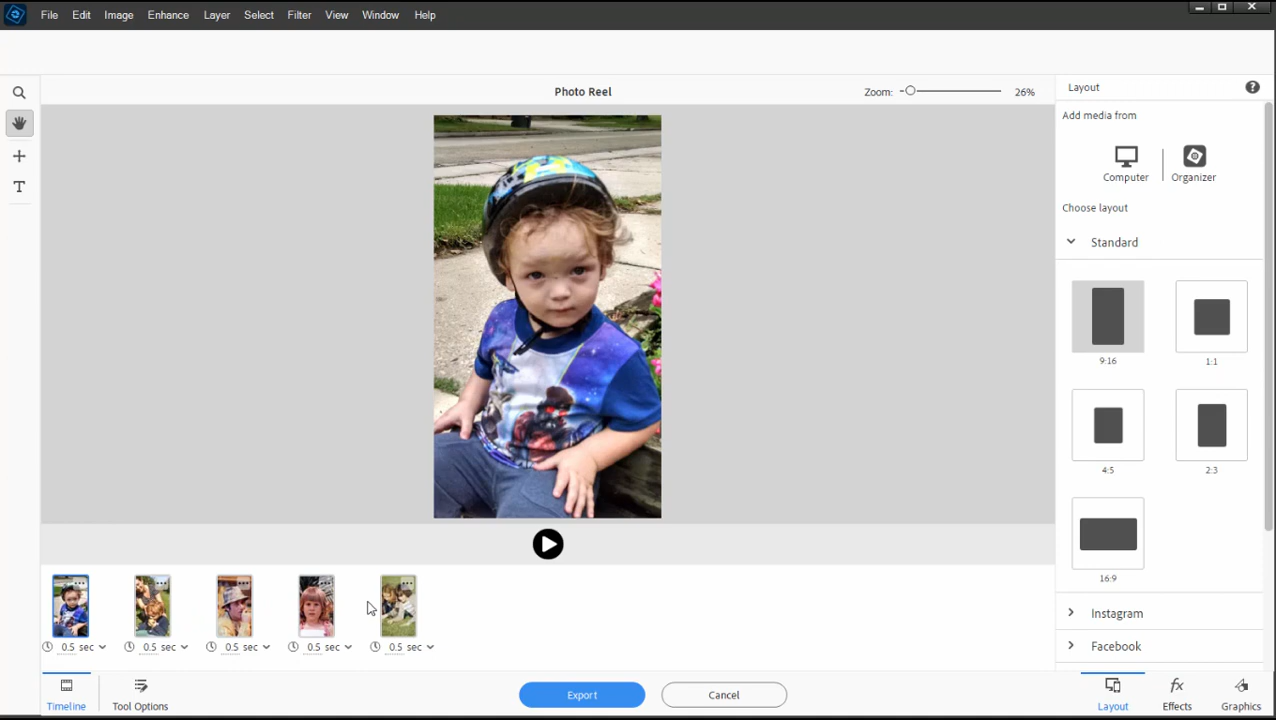 File Edit Image Enhance Layer Select Filter View Window Help
Photo Reel
Zoom: 26%
Layout
Add media from
Computer Organizer
Choose layout
Standard
9:16 1:1
4:5 2:3
16:9
Instagram
Facebook
0.5 sec 0.5 sec 0.5 sec 0.5 sec 0.5 sec
Timeline Tool Options
Export Cancel
Layout Effects Graphics
T